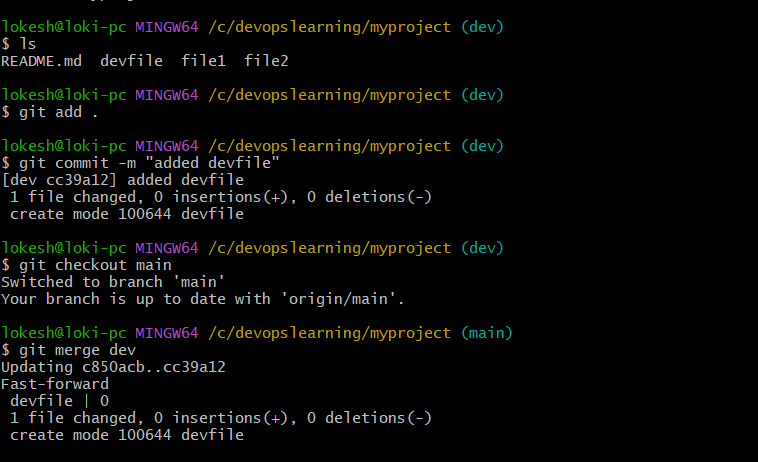 lokesh@loki-pc MINGW64 /c/devopslearning/myproject (dev)
$ ls
README.md  devfile  file1  file2
lokesh@loki-pc MINGW64 /c/devopslearning/myproject (dev)
$ git add .
lokesh@loki-pc MINGW64 /c/devopslearning/myproject (dev)
$ git commit -m "added devfile"
[dev cc39a12] added devfile
 1 file changed, 0 insertions(+), 0 deletions(-)
 create mode 100644 devfile
lokesh@loki-pc MINGW64 /c/devopslearning/myproject (dev)
$ git checkout main
Switched to branch 'main'
Your branch is up to date with 'origin/main'.
lokesh@loki-pc MINGW64 /c/devopslearning/myproject (main)
$ git merge dev
Updating c850acb..cc39a12
Fast-forward
 devfile | 0
 1 file changed, 0 insertions(+), 0 deletions(-)
 create mode 100644 devfile